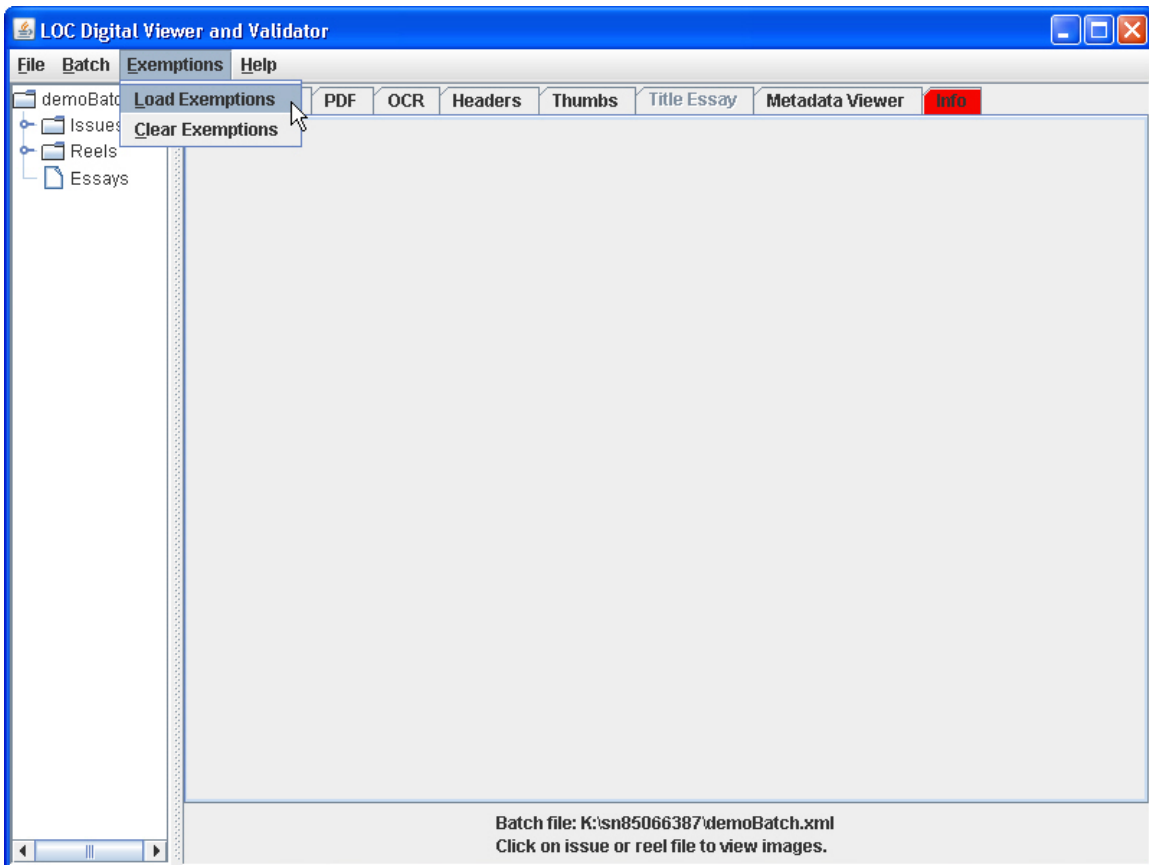 LOC Digital Viewer and Validator
File Batch Exemptions Help
demoBatc Load Exemptions PDF OCR Headers Thumbs Title Essay Metadata Viewer Info
Issues Clear Exemptions
Reels
Essays
Batch file: K:\sn85066387\demoBatch.xml
Click on issue or reel file to view images.